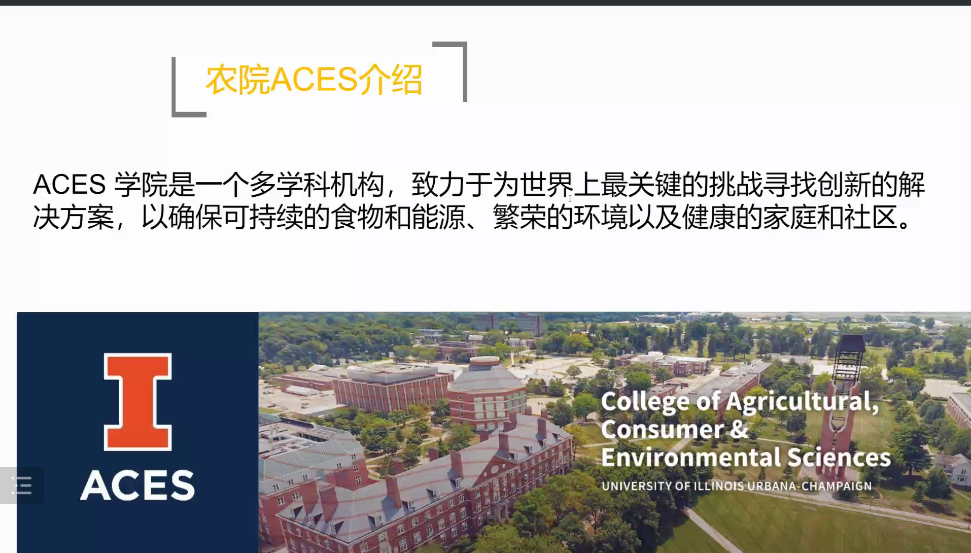 农院ACES介绍
ACES 学院是一个多学科机构，致力于为世界上最关键的挑战寻找创新的解
决方案，以确保可持续的食物和能源、繁荣的环境以及健康的家庭和社区。
I
ACES
College of Agricultural,
Consumer &
Environmental Sciences
UNIVERSITY OF ILLINOIS URBANA-CHAMPAIGN